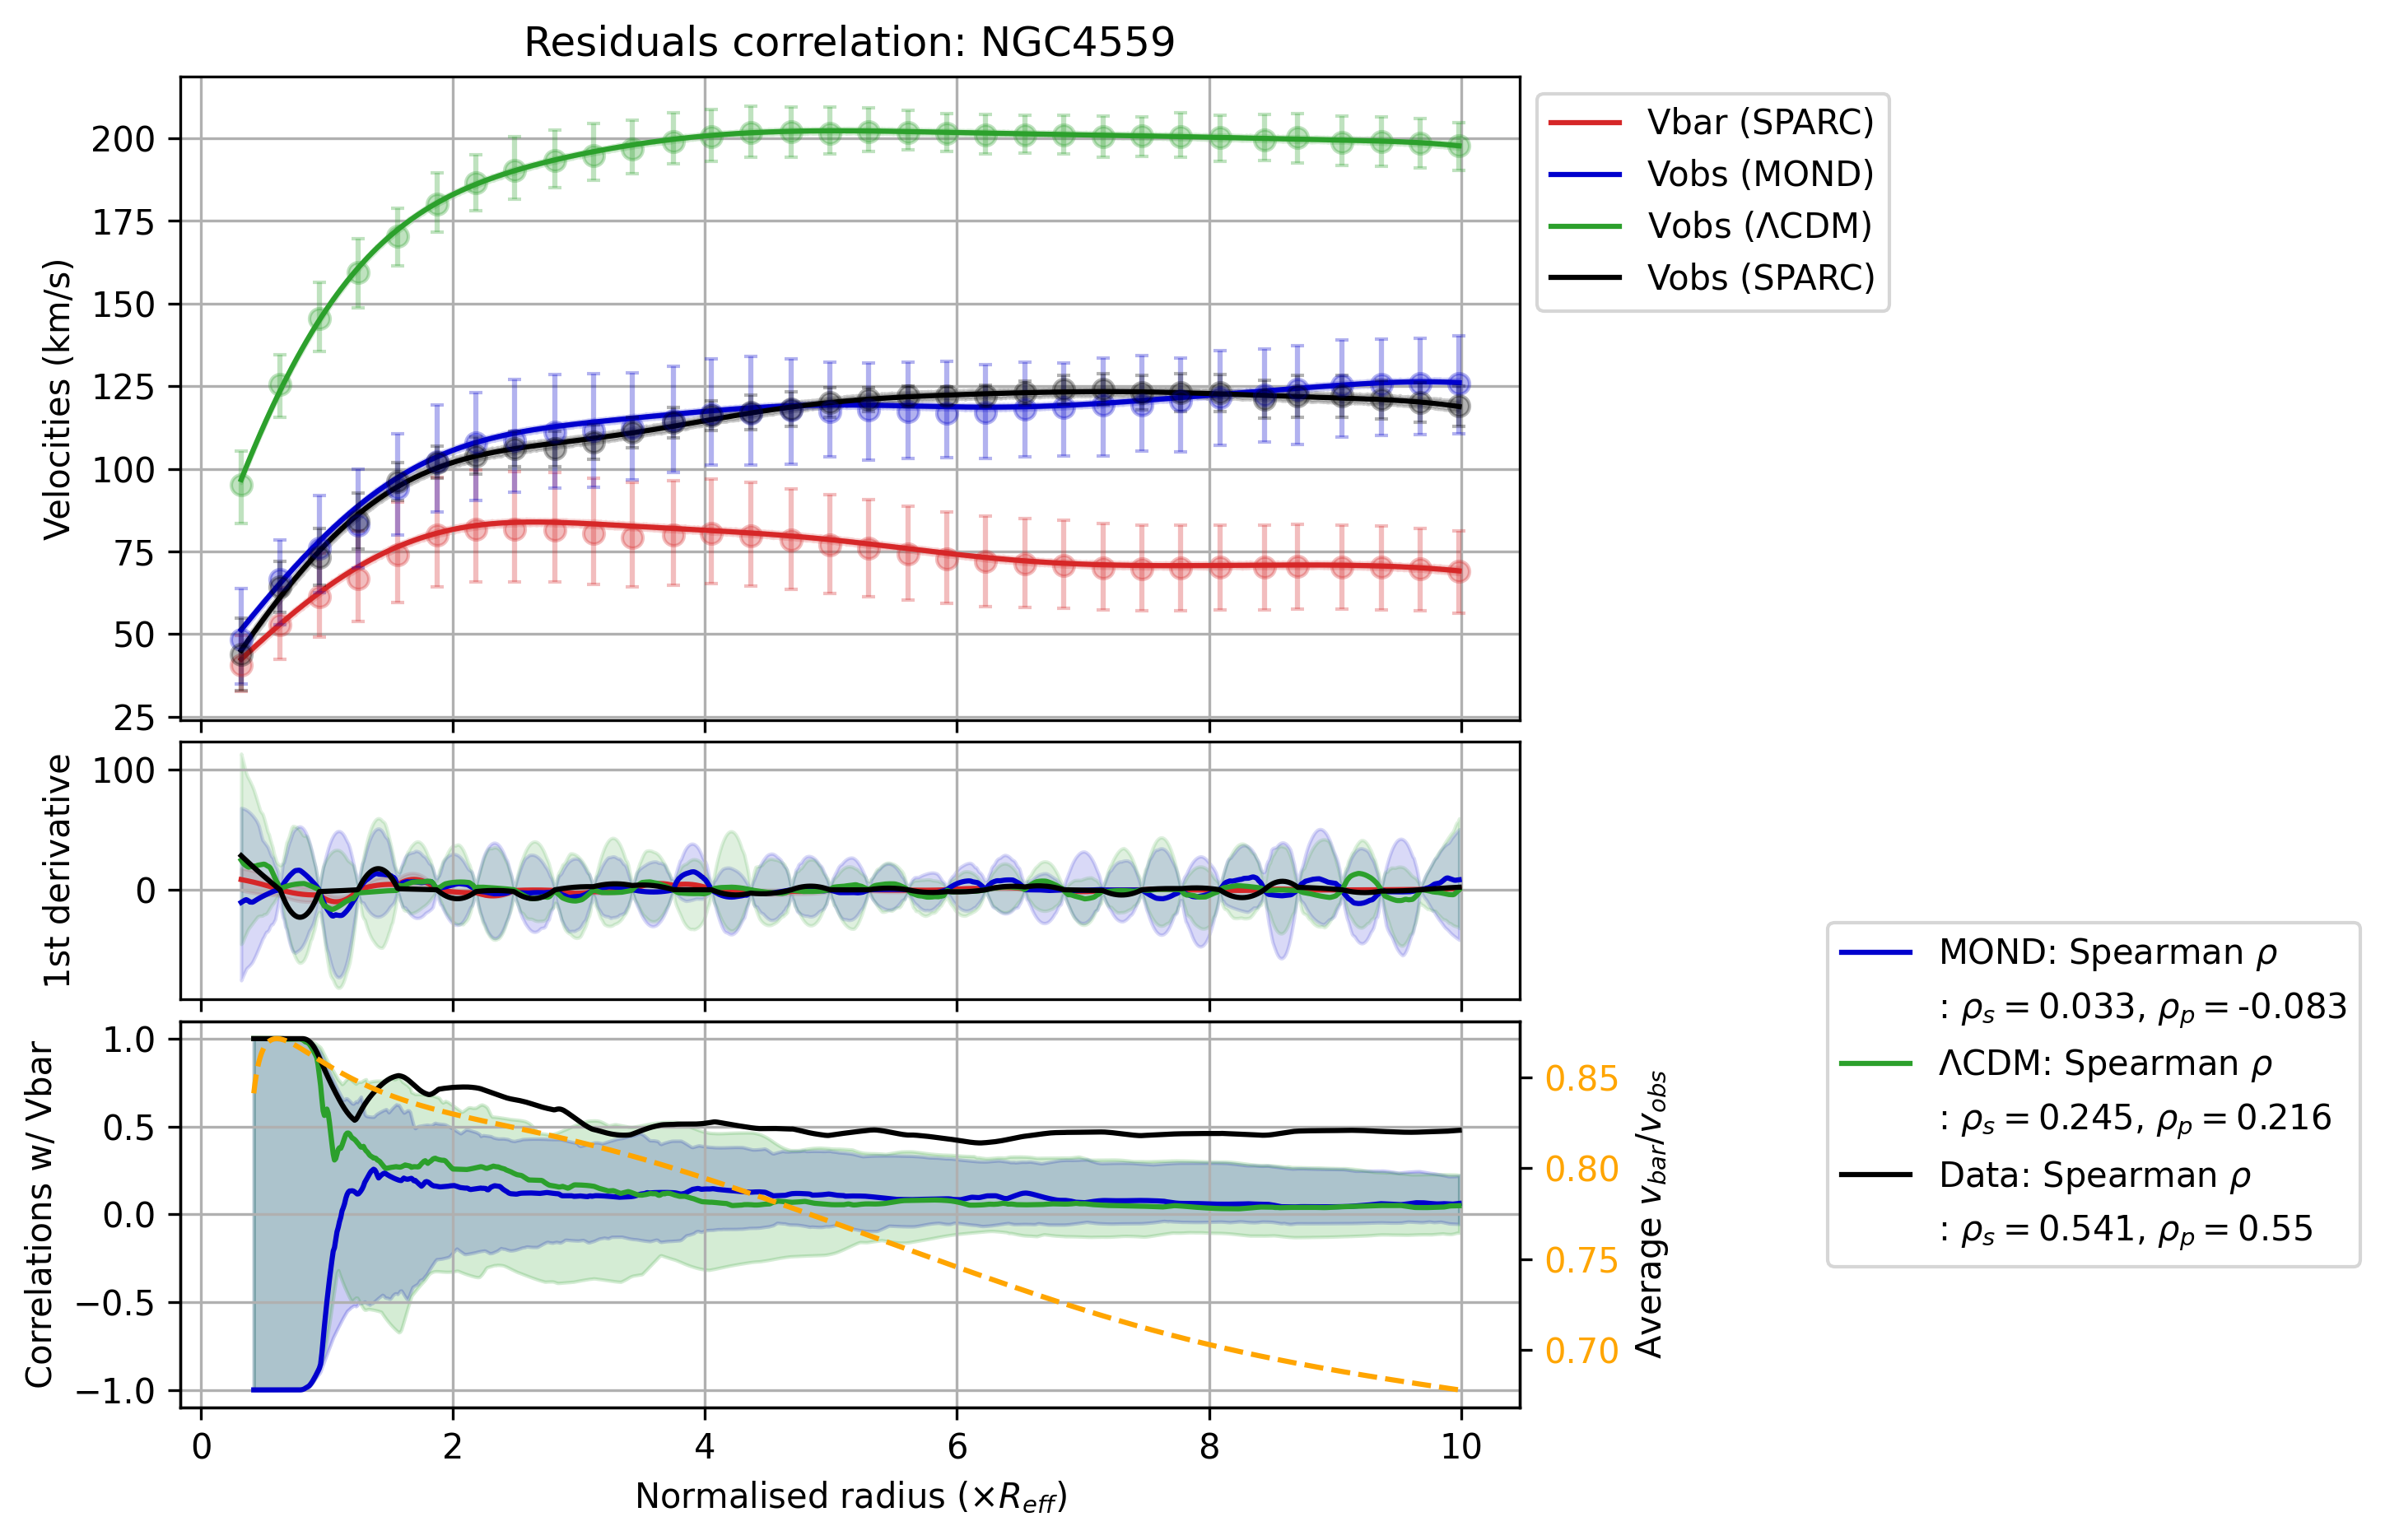 Residuals correlation: NGC4559
Velocities (km/s)
200
175
150
125
100
75
50
25
Vbar (SPARC)
Vobs (MOND)
Vobs (ΛCDM)
Vobs (SPARC)
1st derivative
100
0
Correlations w/ Vbar
1.0
0.5
0.0
−0.5
−1.0
0.85
0.80
0.75
0.70
Average v_bar/v_obs
MOND: Spearman ρ
: ρ_s = 0.033, ρ_p = -0.083
ΛCDM: Spearman ρ
: ρ_s = 0.245, ρ_p = 0.216
Data: Spearman ρ
: ρ_s = 0.541, ρ_p = 0.55
0 2 4 6 8 10
Normalised radius (×R_eff)